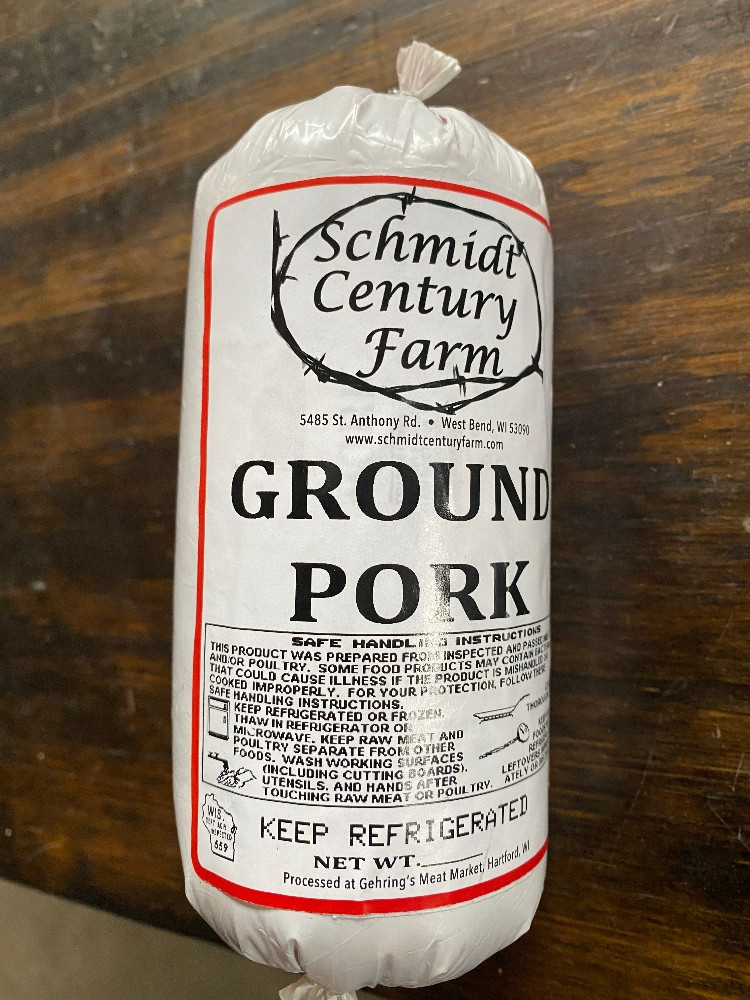 Schmidt
Century
Farm
5485 St. Anthony Rd. • West Bend, WI 53090
www.schmidtcenturyfarm.com
GROUND
PORK
SAFE HANDLING INSTRUCTIONS
THIS PRODUCT WAS PREPARED FROM INSPECTED AND PASSED
AND/OR POULTRY. SOME FOOD PRODUCTS MAY CONTAIN
THAT COULD CAUSE ILLNESS IF THE PRODUCT IS MISHANDLED
COOKED IMPROPERLY. FOR YOUR PROTECTION, FOLLOW THESE
SAFE HANDLING INSTRUCTIONS.
KEEP REFRIGERATED OR FROZEN.
THAW IN REFRIGERATOR OR
MICROWAVE. KEEP RAW MEAT AND
POULTRY SEPARATE FROM OTHER
FOODS. WASH WORKING SURFACES
(INCLUDING CUTTING BOARDS),
UTENSILS, AND HANDS AFTER
TOUCHING RAW MEAT OR POULTRY.
LEFTOVERS
WIS.
INSPECTED
659
KEEP REFRIGERATED
NET WT.
Processed at Gehring's Meat Market, Hartford, WI